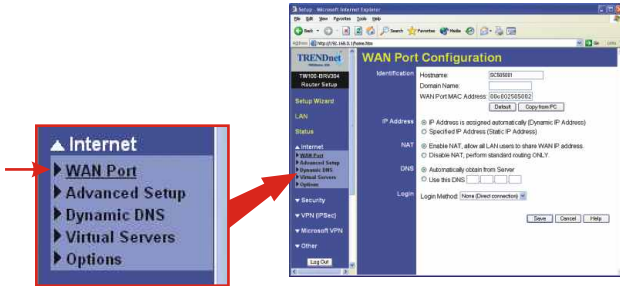 Internet
WAN Port
Advanced Setup
Dynamic DNS
Virtual Servers
Options
Setup - Microsoft Internet Explorer
File Edit View Favorites Tools Help
Back Search Favorites Media
TRENDnet
TW100-BRV304
Router Setup
Setup Wizard
LAN
Status
Internet
WAN Port
Advanced Setup
Dynamic DNS
Virtual Servers
Options
Security
VPN (IPSec)
Microsoft VPN
Other
Log Out
WAN Port Configuration
Identification Hostname:
Domain Name:
WAN Port MAC Address:
Default Copy from PC
IP Address IP Address is assigned automatically (Dynamic IP Address)
Specified IP Address (Static IP Address)
NAT Enable NAT, allow all LAN users to share WAN IP address.
Disable NAT, perform standard routing ONLY.
DNS Automatically obtain from Server
Use this DNS
Login Login Method: None (Direct connection)
Save Cancel Help